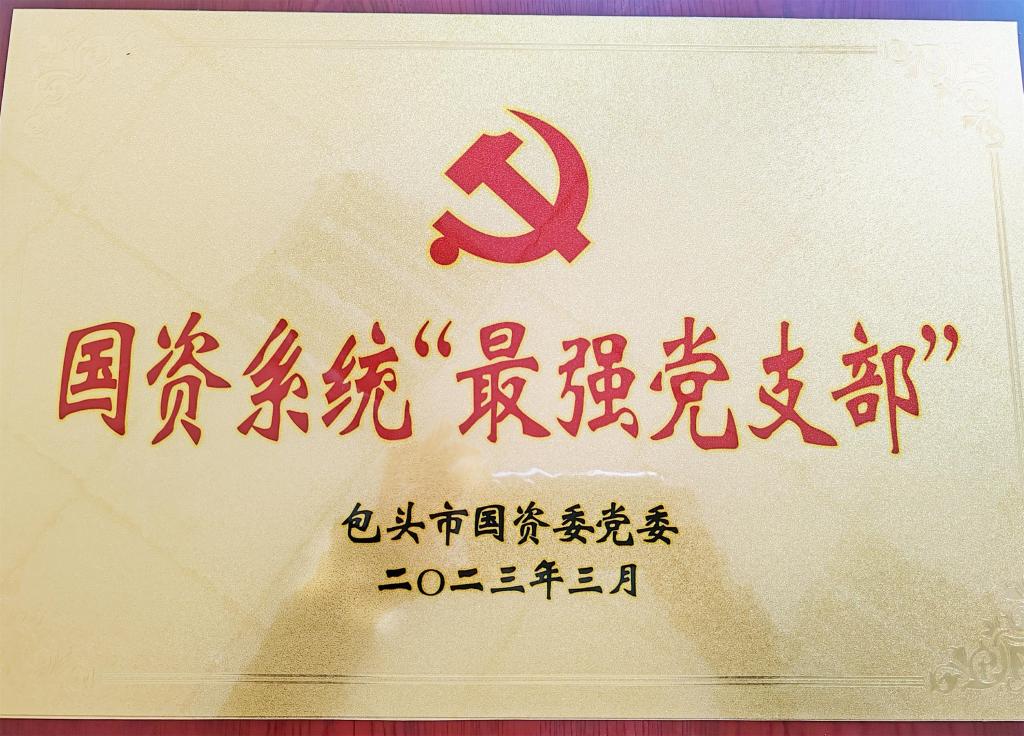 国资系统“最强党支部”
包头市国资委党委
二〇二三年三月